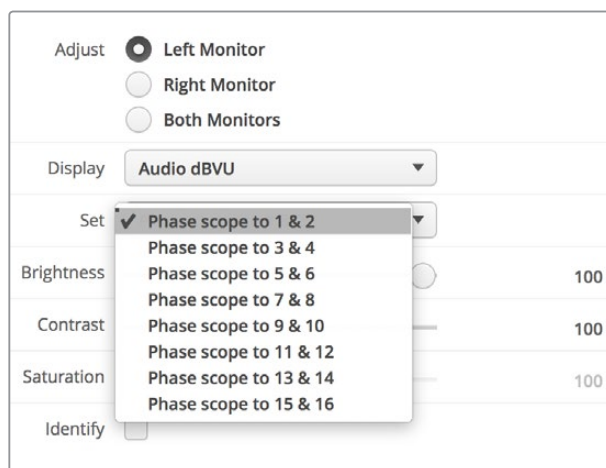 Adjust
Left Monitor
Right Monitor
Both Monitors
Display Audio dBVU
Set ✓ Phase scope to 1 & 2
Phase scope to 3 & 4
Brightness Phase scope to 5 & 6 100
Phase scope to 7 & 8
Contrast Phase scope to 9 & 10 100
Phase scope to 11 & 12
Saturation Phase scope to 13 & 14 100
Phase scope to 15 & 16
Identify